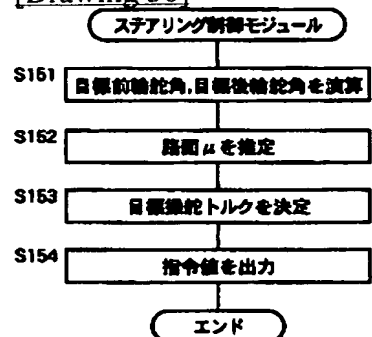 [Drawing 30]
ステアリング制御モジュール
S151
目標前輪舵角,目標後輪舵角を演算
S152
路面μを推定
S153
目標操舵トルクを決定
S154
指令値を出力
エンド